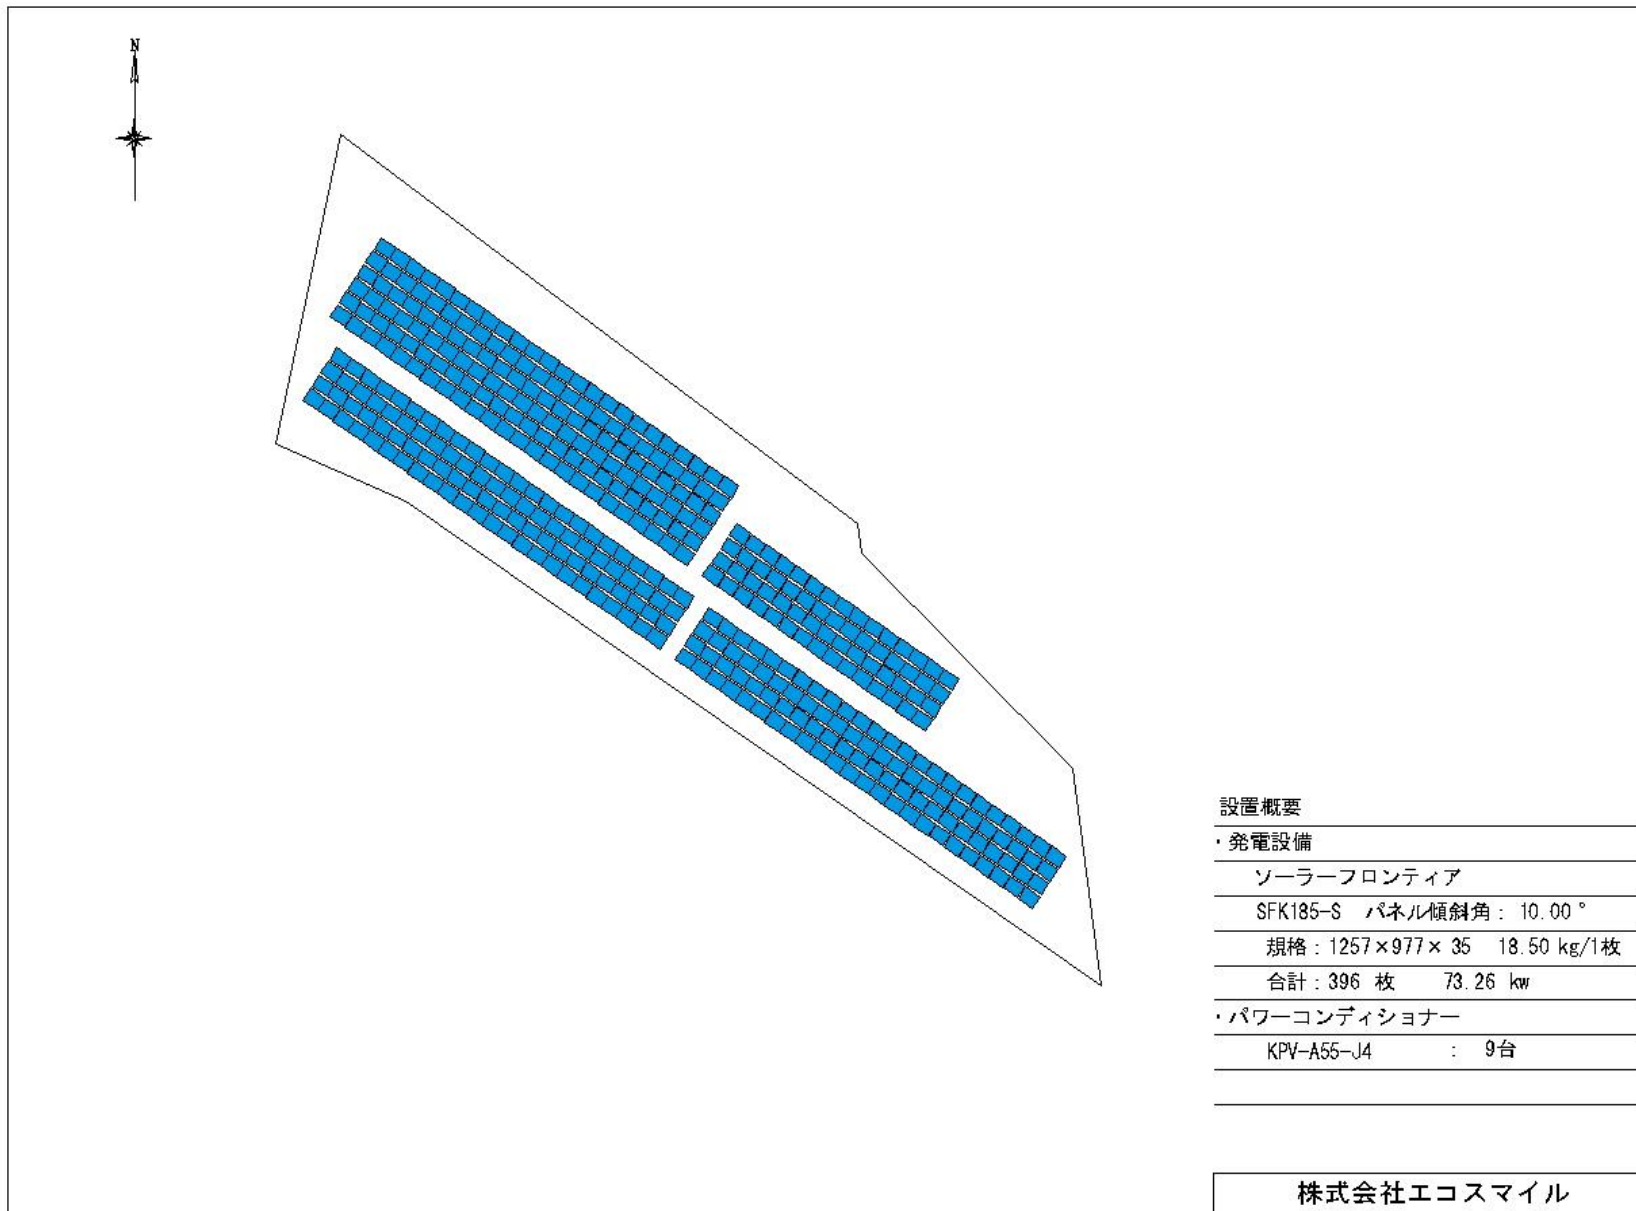 N
設置概要
・発電設備
ソーラーフロンティア
SFK185-S パネル傾斜角： 10.00 °
規格：1257×977× 35 18.50 kg/1枚
合計：396 枚 73.26 kw
・パワーコンディショナー
KPV-A55-J4 ： 9台
株式会社エコスマイル